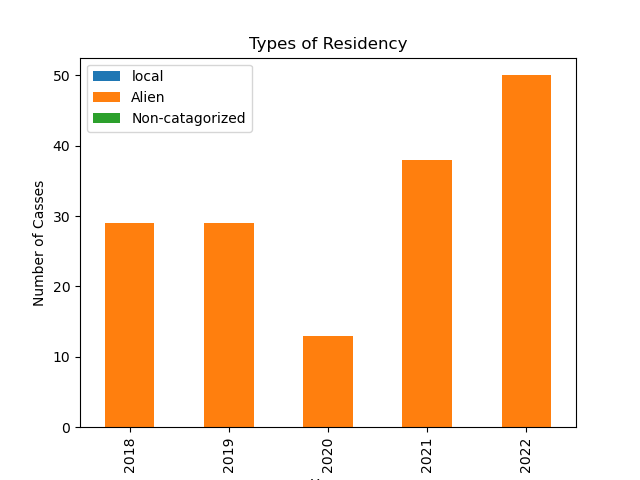 Types of Residency
local
Alien
Non-catagorized
Number of Casses
50
40
30
20
10
0
2018
2019
2020
2021
2022